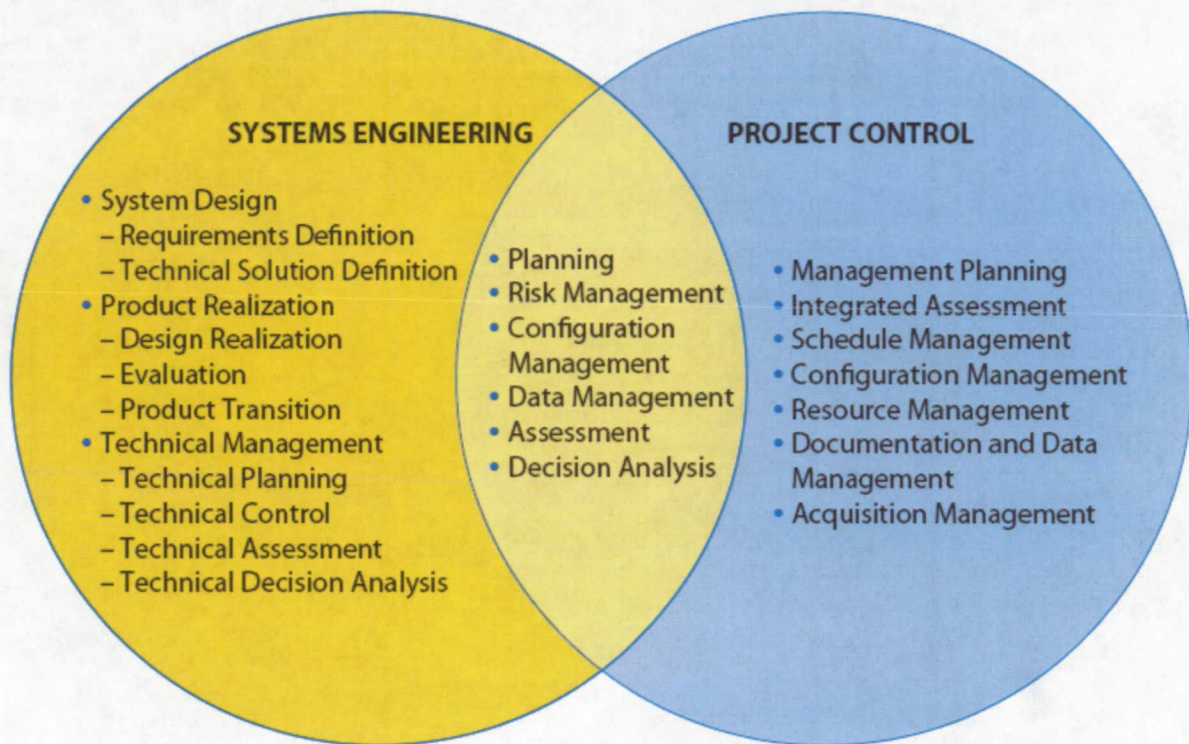 SYSTEMS ENGINEERING
• System Design
– Requirements Definition
– Technical Solution Definition
• Product Realization
– Design Realization
– Evaluation
– Product Transition
• Technical Management
– Technical Planning
– Technical Control
– Technical Assessment
– Technical Decision Analysis
• Planning
• Risk Management
• Configuration
Management
• Data Management
• Assessment
• Decision Analysis
PROJECT CONTROL
• Management Planning
• Integrated Assessment
• Schedule Management
• Configuration Management
• Resource Management
• Documentation and Data
Management
• Acquisition Management